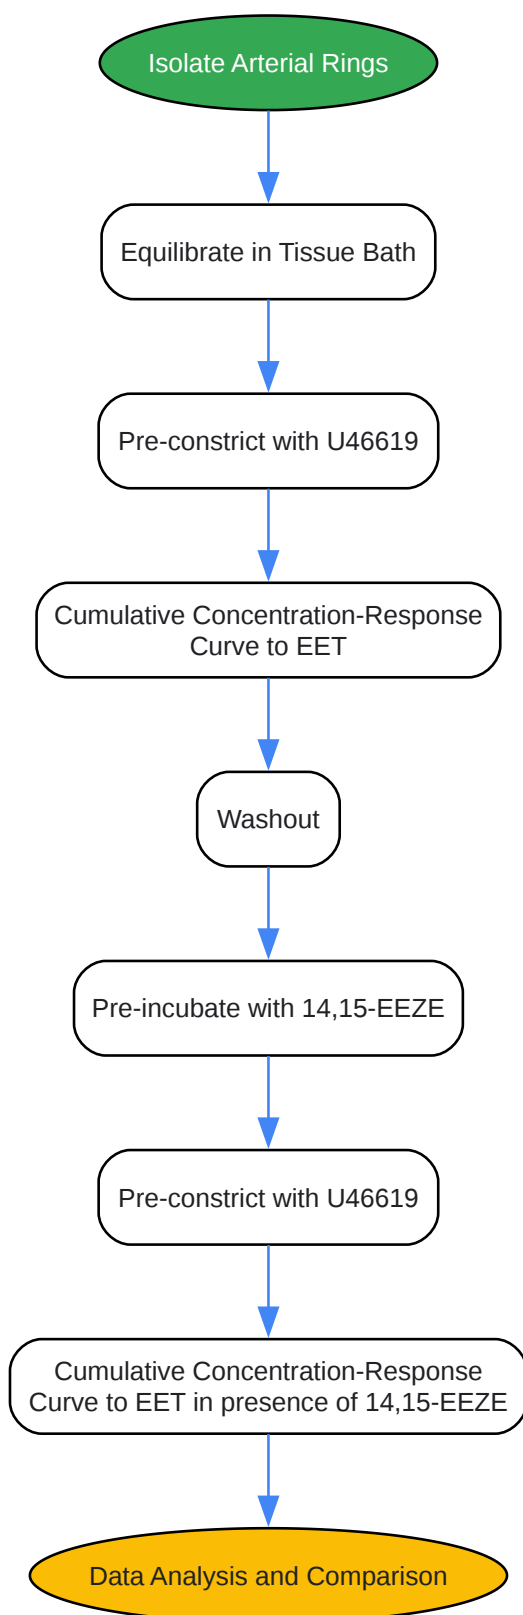 Isolate Arterial Rings
Equilibrate in Tissue Bath
Pre-constrict with U46619
Cumulative Concentration-Response
Curve to EET
Washout
Pre-incubate with 14,15-EEZE
Pre-constrict with U46619
Cumulative Concentration-Response
Curve to EET in presence of 14,15-EEZE
Data Analysis and Comparison